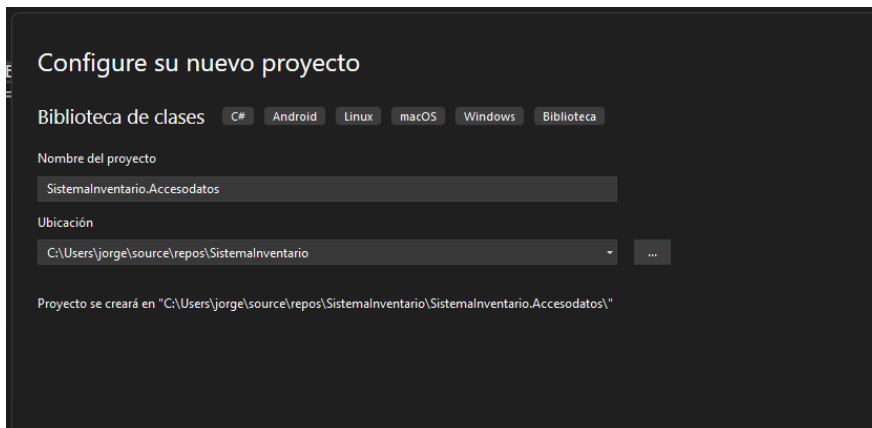 Configure su nuevo proyecto
Biblioteca de clases C# Android Linux macOS Windows Biblioteca
Nombre del proyecto
SistemaInventario.Accesodatos
Ubicación
C:\Users\jorge\source\repos\SistemaInventario ...
Proyecto se creará en "C:\Users\jorge\source\repos\SistemaInventario\SistemaInventario.Accesodatos\"